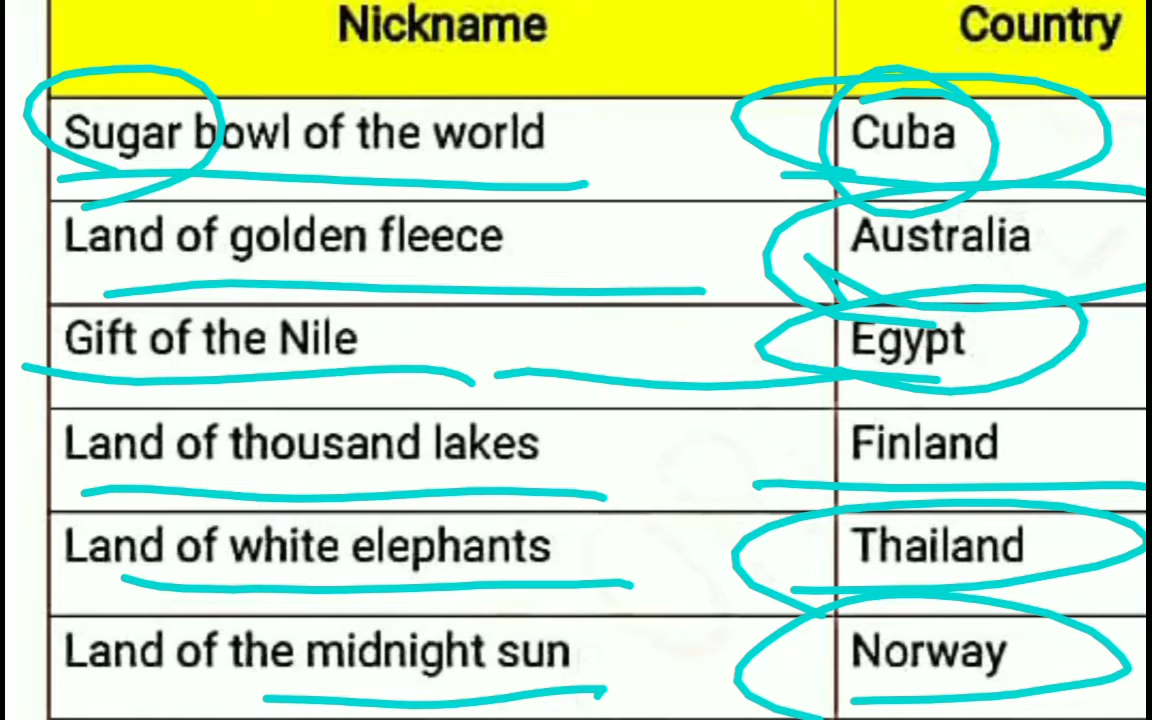 Nickname Country
Sugar bowl of the world Cuba
Land of golden fleece Australia
Gift of the Nile Egypt
Land of thousand lakes Finland
Land of white elephants Thailand
Land of the midnight sun Norway